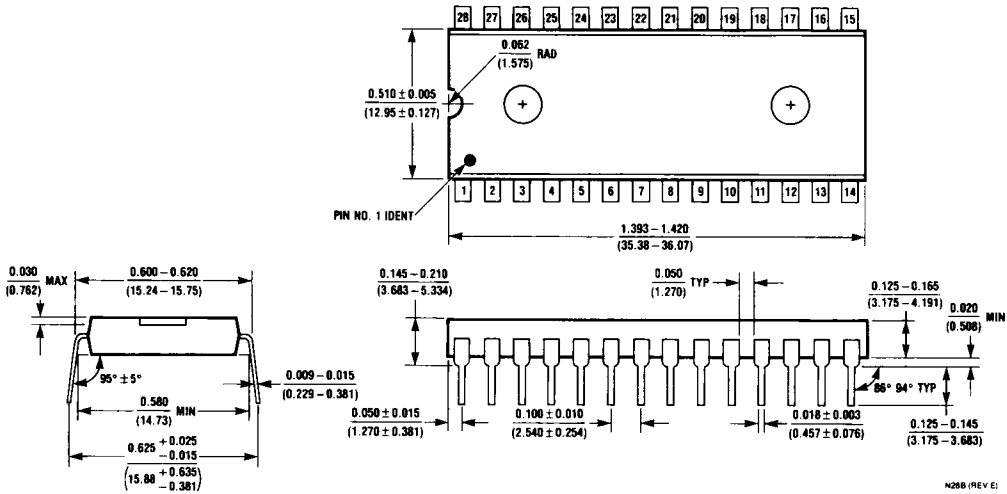 28 27 26 25 24 23 22 21 20 19 18 17 16 15
0.062
(1.575)
RAD
0.510 ± 0.005
(12.95 ± 0.127)
PIN NO. 1 IDENT
1 2 3 4 5 6 7 8 9 10 11 12 13 14
1.393 – 1.420
(35.38 – 36.07)
0.030
(0.762)
MAX
0.600 – 0.620
(15.24 – 15.75)
95° ± 5°
0.580
(14.73)
MIN
0.009 – 0.015
(0.229 – 0.381)
0.625 + 0.025
– 0.015
(15.88 + 0.635
– 0.381)
0.145 – 0.210
(3.683 – 5.334)
0.050
(1.270)
TYP
0.125 – 0.165
(3.175 – 4.191)
0.020
(0.508)
MIN
86° 94° TYP
0.050 ± 0.015
(1.270 ± 0.381)
0.100 ± 0.010
(2.540 ± 0.254)
0.018 ± 0.003
(0.457 ± 0.076)
0.125 – 0.145
(3.175 – 3.683)
N28B (REV E)